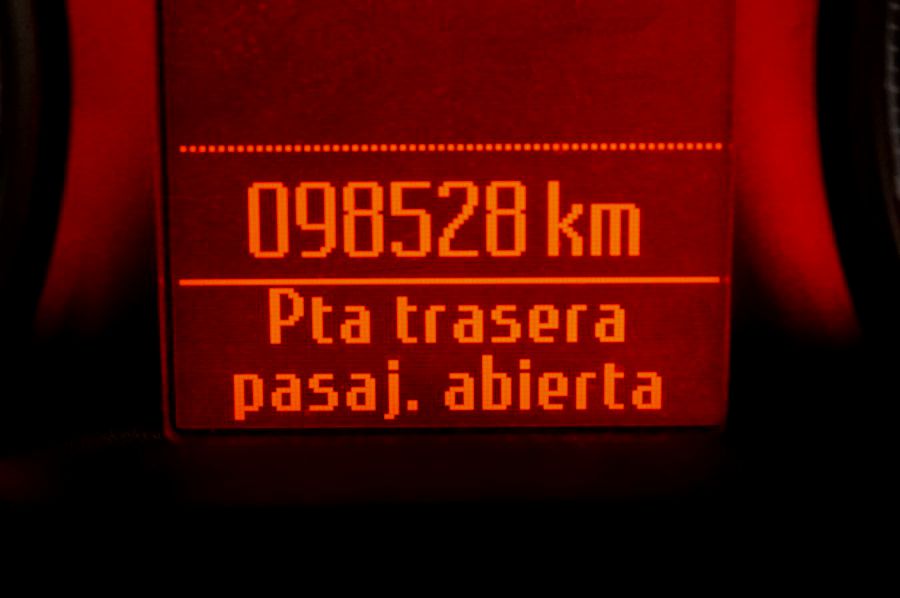 098528 km
Pta trasera
pasaj. abierta